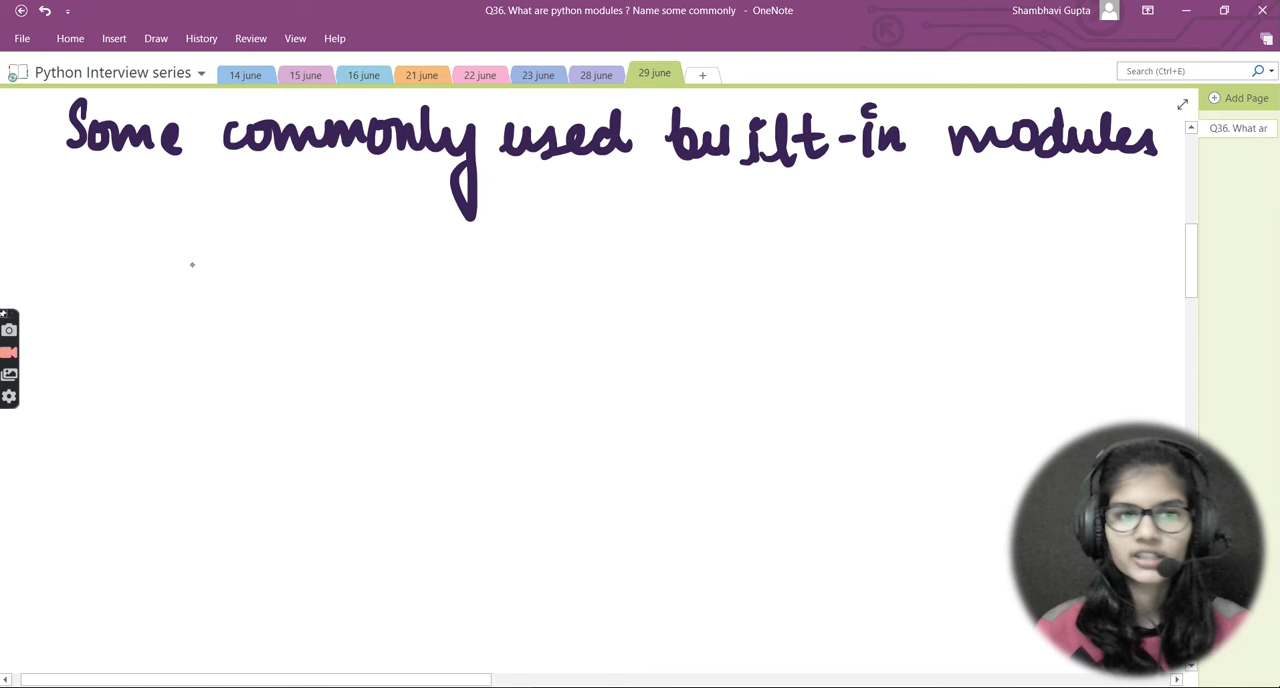 Q36. What are python modules ? Name some commonly - OneNote
Shambhavi Gupta
File Home Insert Draw History Review View Help
Python Interview series
14 june 15 june 16 june 21 june 22 june 23 june 28 june 29 june
Search (Ctrl+E)
Add Page
Q36. What ar
Some commonly used built-in modules